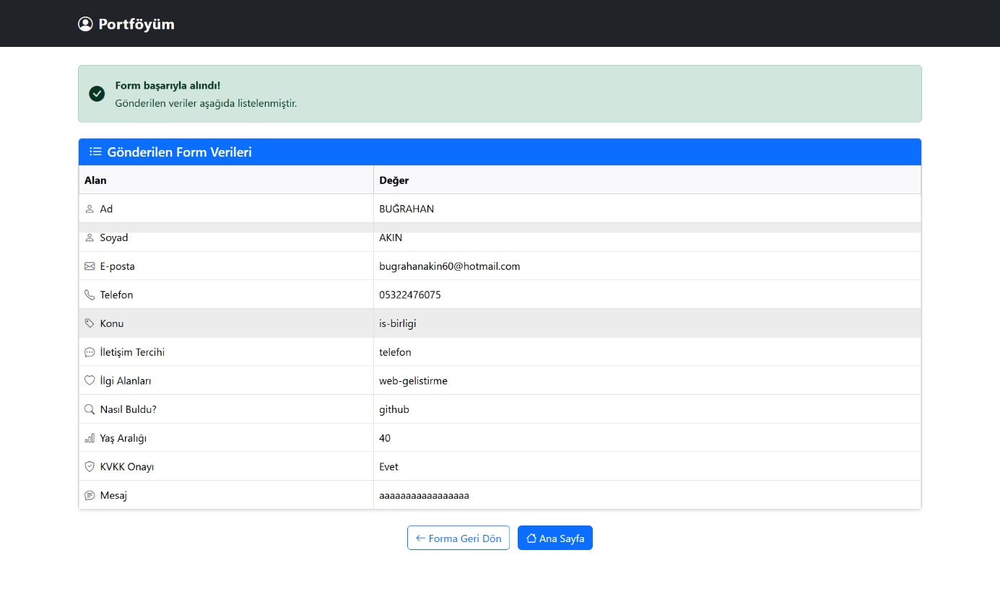 Portföyüm
Form başarıyla alındı!
Gönderilen veriler aşağıda listelenmiştir.
Gönderilen Form Verileri
Alan Değer
Ad BUĞRAHAN
Soyad AKIN
E-posta bugrahanakin60@hotmail.com
Telefon 05322476075
Konu is-birligi
İletişim Tercihi telefon
İlgi Alanları web-gelistirme
Nasıl Buldu? github
Yaş Aralığı 40
KVKK Onayı Evet
Mesaj aaaaaaaaaaaaaaaaa
← Forma Geri Dön Ana Sayfa